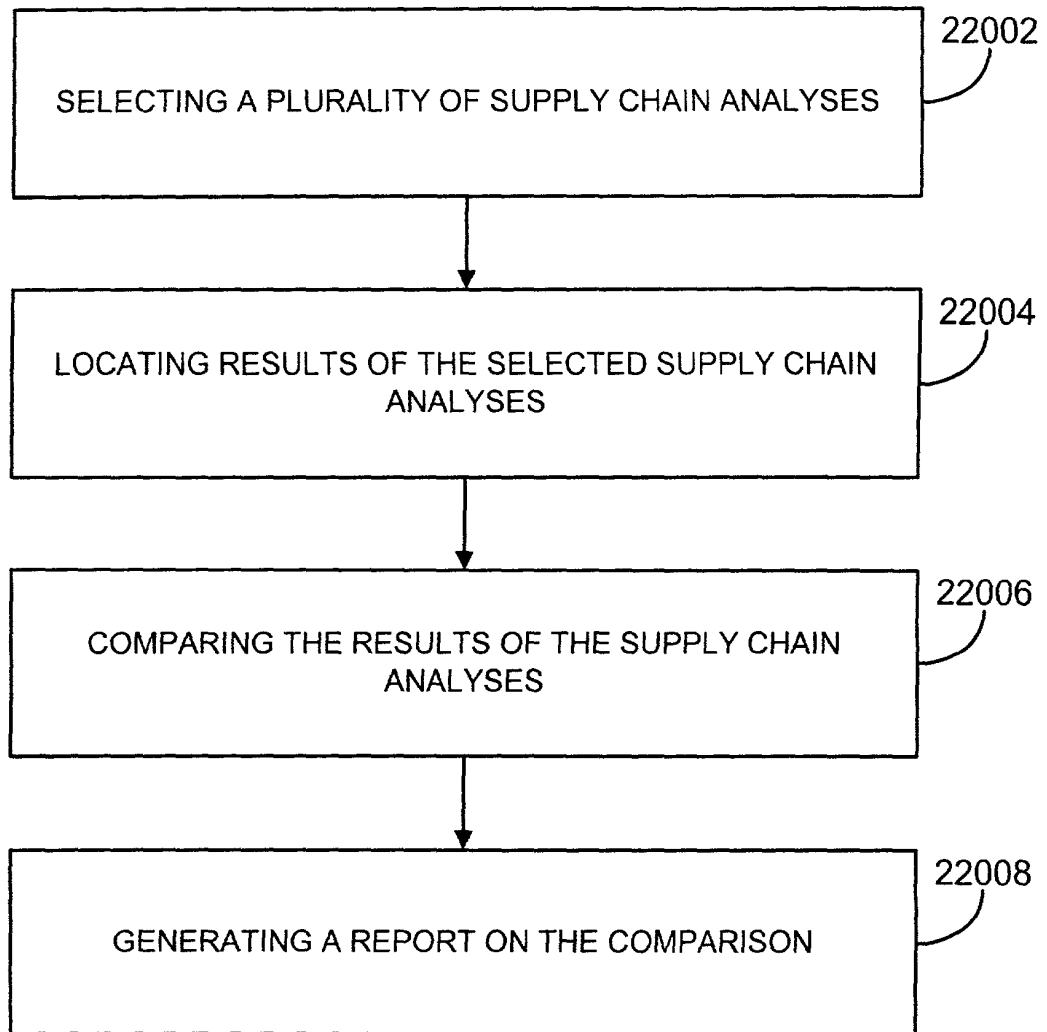 22002
SELECTING A PLURALITY OF SUPPLY CHAIN ANALYSES
22004
LOCATING RESULTS OF THE SELECTED SUPPLY CHAIN
ANALYSES
22006
COMPARING THE RESULTS OF THE SUPPLY CHAIN
ANALYSES
22008
GENERATING A REPORT ON THE COMPARISON